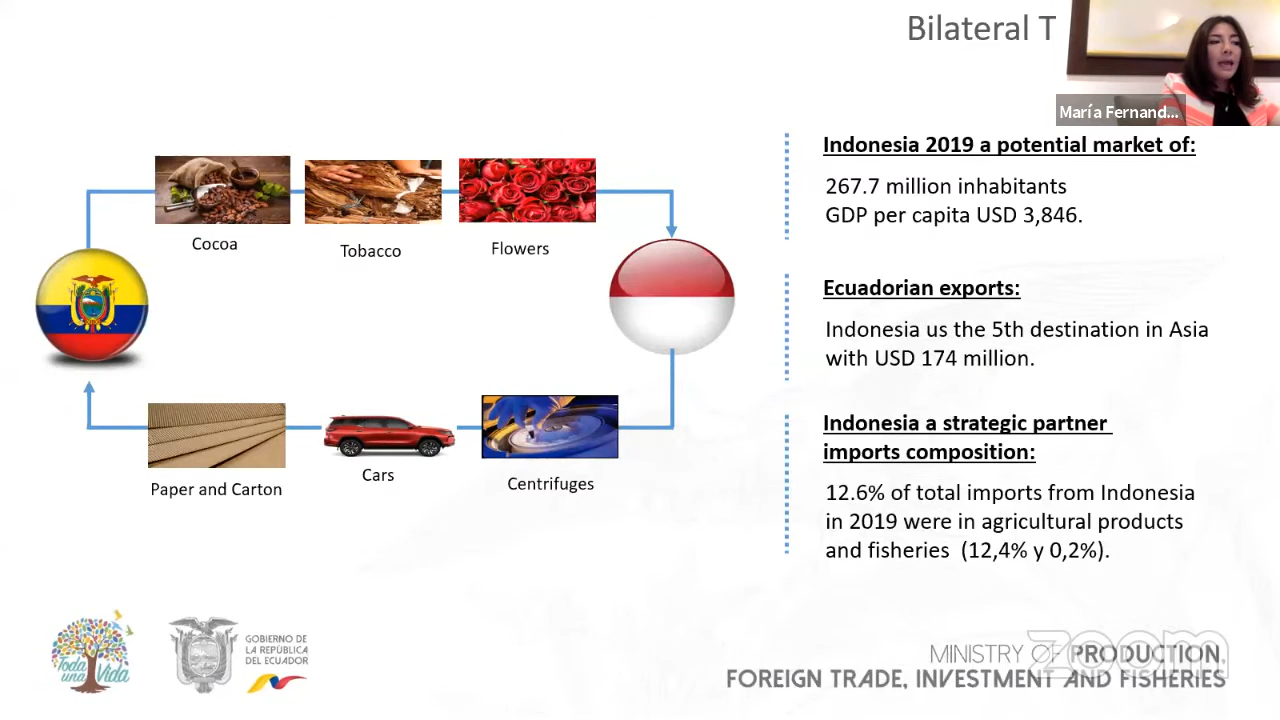 Bilateral T
María Fernand...
Indonesia 2019 a potential market of:
267.7 million inhabitants
GDP per capita USD 3,846.
Cocoa
Tobacco
Flowers
Ecuadorian exports:
Indonesia us the 5th destination in Asia
with USD 174 million.
Indonesia a strategic partner
imports composition:
12.6% of total imports from Indonesia
in 2019 were in agricultural products
and fisheries (12,4% y 0,2%).
Paper and Carton
Cars
Centrifuges
Toda
una Vida
GOBIERNO DE
LA REPÚBLICA
DEL ECUADOR
zoom
MINISTRY OF PRODUCTION,
FOREIGN TRADE, INVESTMENT AND FISHERIES